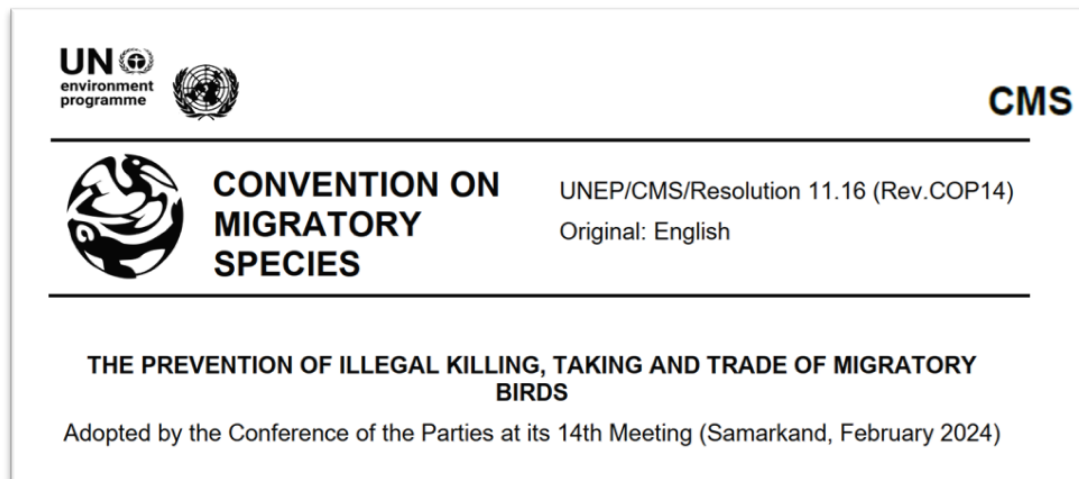 UN
environment
programme
CMS
CONVENTION ON
MIGRATORY
SPECIES
UNEP/CMS/Resolution 11.16 (Rev.COP14)
Original: English
THE PREVENTION OF ILLEGAL KILLING, TAKING AND TRADE OF MIGRATORY
BIRDS
Adopted by the Conference of the Parties at its 14th Meeting (Samarkand, February 2024)